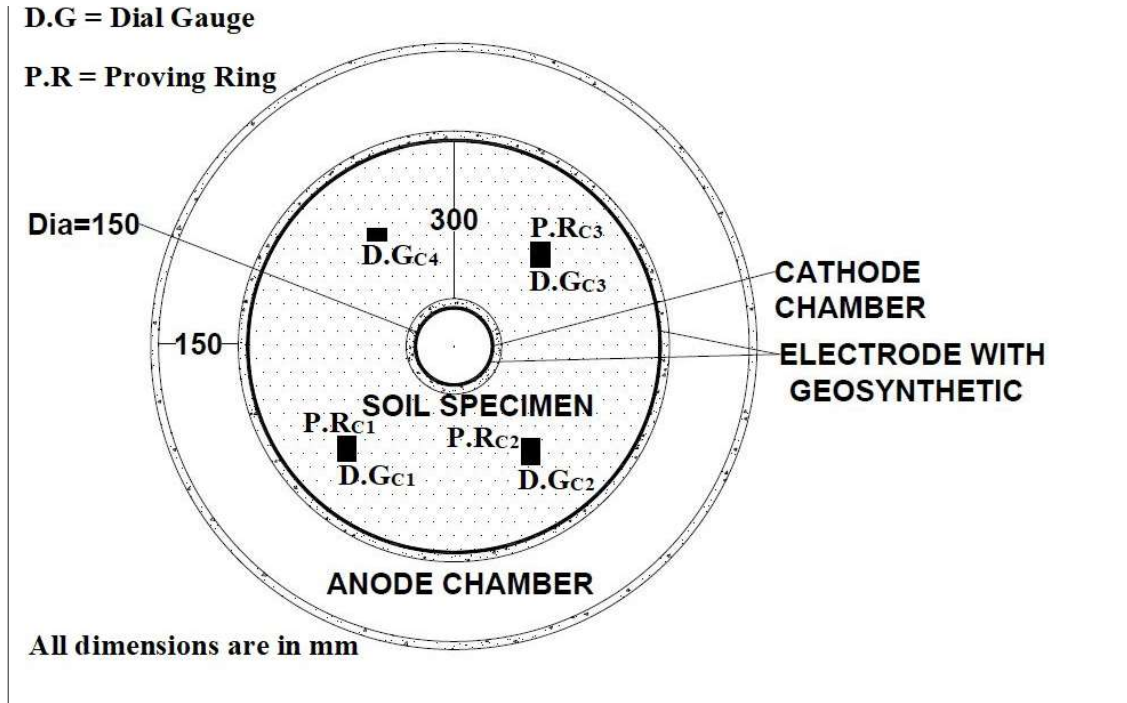 D.G = Dial Gauge
P.R = Proving Ring
Dia=150
300
P.RC3
D.GC4
D.GC3
CATHODE
CHAMBER
150
ELECTRODE WITH
GEOSYNTHETIC
SOIL SPECIMEN
P.RC1
P.RC2
D.GC1
D.GC2
ANODE CHAMBER
All dimensions are in mm